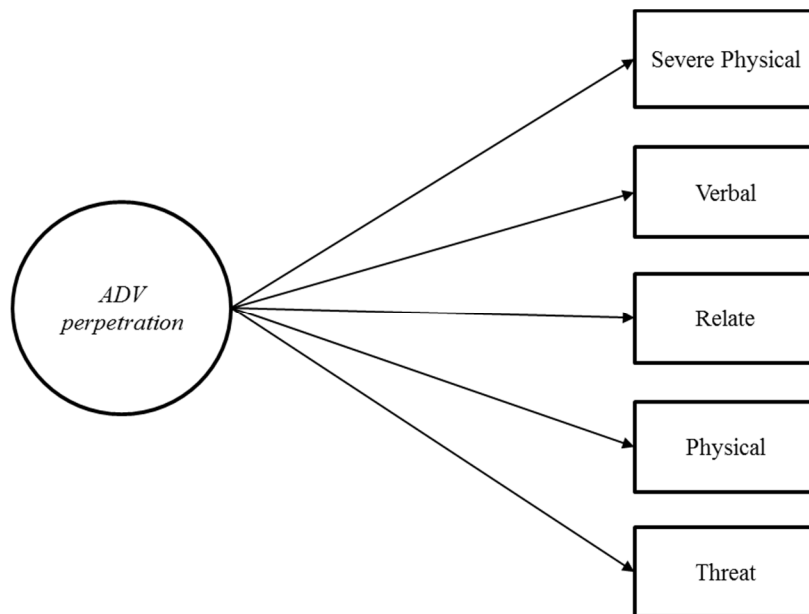 Severe Physical
Verbal
ADV
perpetration
Relate
Physical
Threat